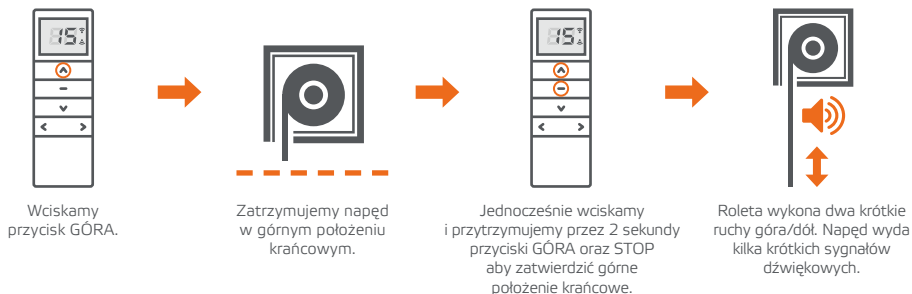 15
15
Wciskamy
przycisk GÓRA.
Zatrzymujemy napęd
w górnym położeniu
krańcowym.
Jednocześnie wciskamy
i przytrzymujemy przez 2 sekundy
przyciski GÓRA oraz STOP
aby zatwierdzić górne
położenie krańcowe.
Roleta wykona dwa krótkie
ruchy góra/dół. Napęd wyda
kilka krótkich sygnałów
dźwiękowych.